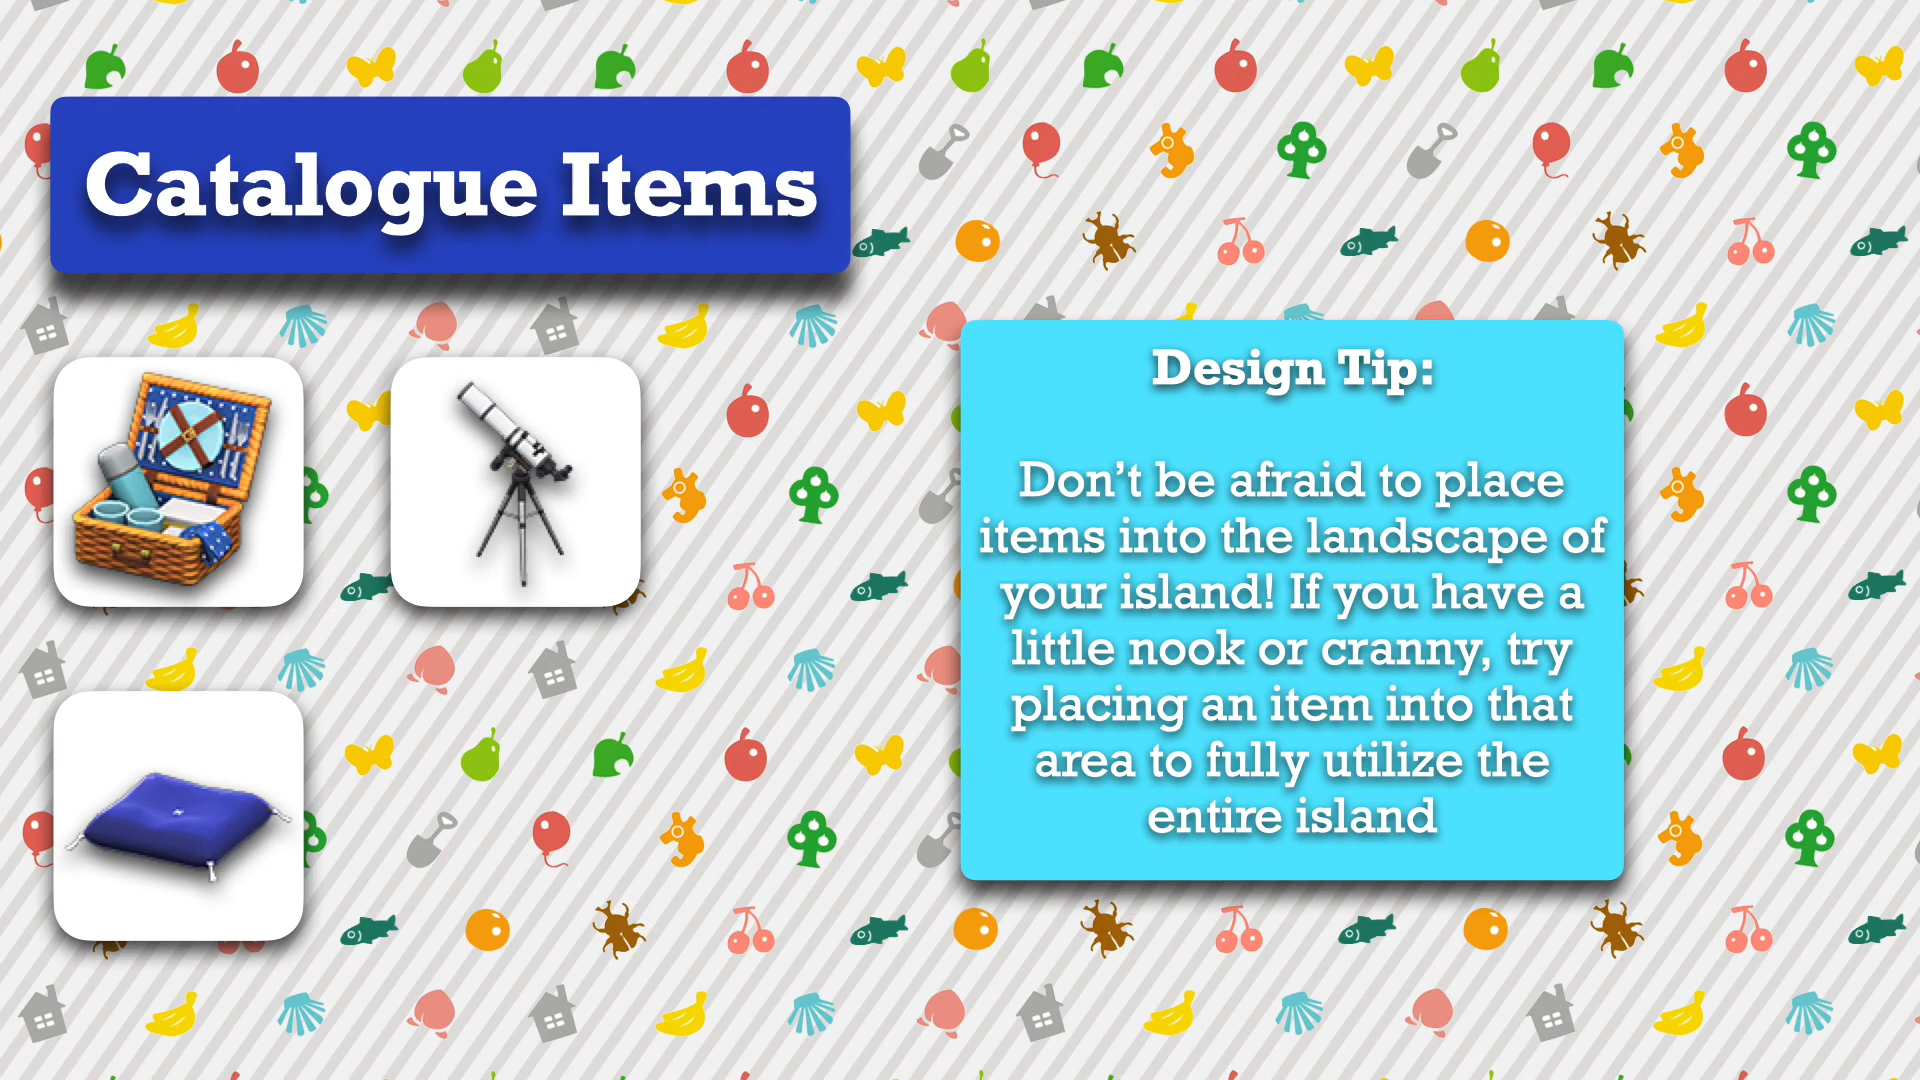 Catalogue Items
Design Tip:
Don’t be afraid to place
items into the landscape of
your island! If you have a
little nook or cranny, try
placing an item into that
area to fully utilize the
entire island